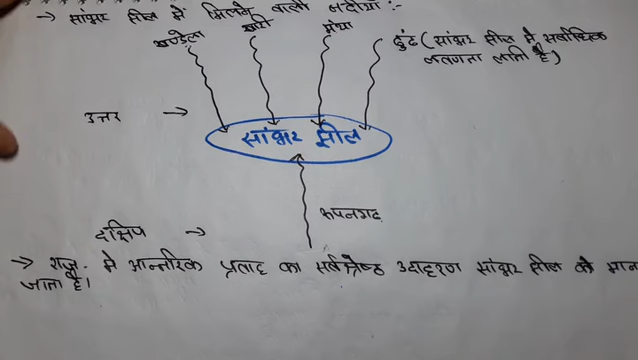 → सांभर झील में मिलने वाली नदियाँ :-
खण्डेला खारी मंथा ढूंढ (सांभर झील में सर्वाधिक
लवणता लाती है)
उत्तर →
सांभर झील
रूपनगढ
दक्षिण →
→ राज. में आन्तरिक प्रवाह का सर्वश्रेष्ठ उदाहरण सांभर झील को मान
जाता है।